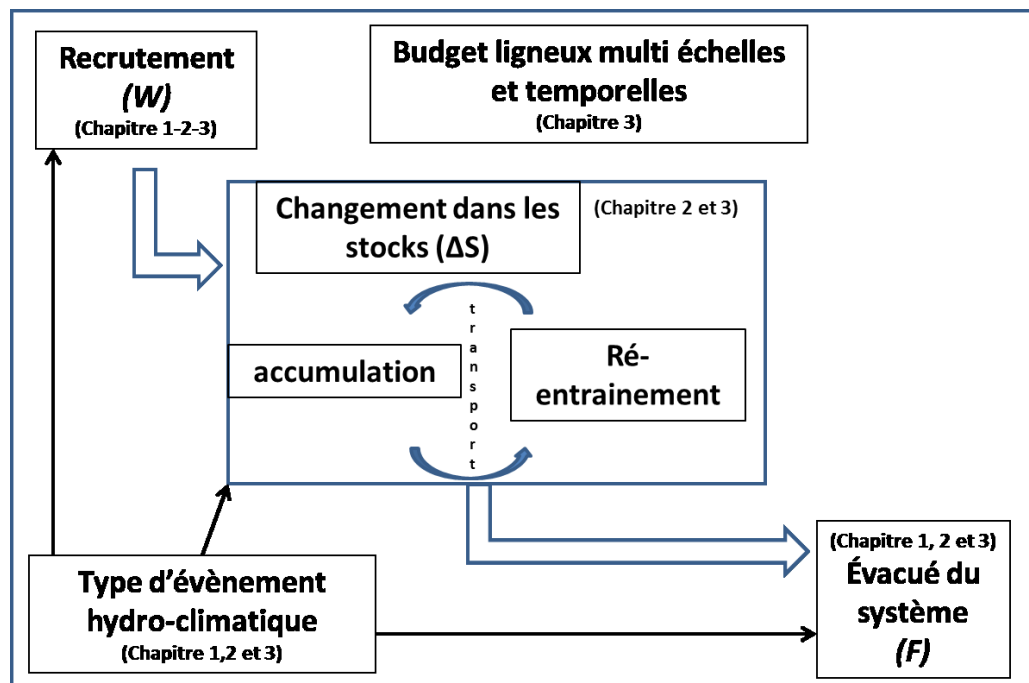 Recrutement
(W)
(Chapitre 1-2-3)
Budget ligneux multi échelles
et temporelles
(Chapitre 3)
Changement dans les
stocks (ΔS)
(Chapitre 2 et 3)
transport
accumulation
Ré-
entrainement
Type d'évènement
hydro-climatique
(Chapitre 1,2 et 3)
(Chapitre 1, 2 et 3)
Évacué du
système
(F)